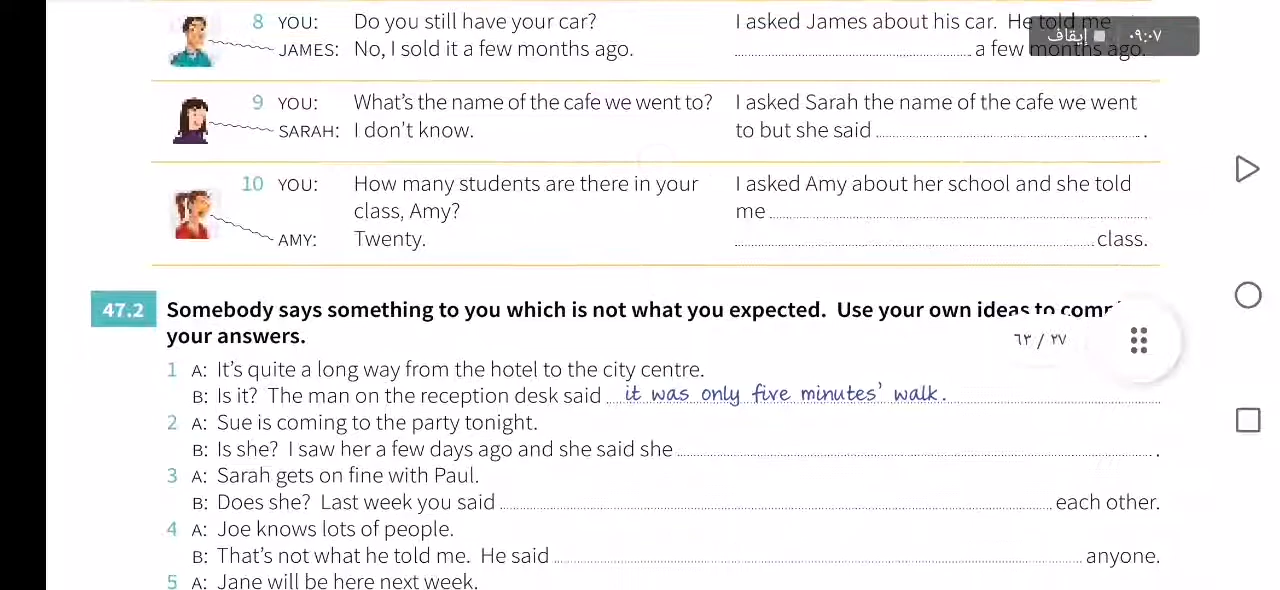 8 YOU: Do you still have your car? I asked James about his car. He told me
JAMES: No, I sold it a few months ago. a few months ago.
إيقاف ٠٩:٠٧
9 YOU: What's the name of the cafe we went to? I asked Sarah the name of the cafe we went
SARAH: I don't know. to but she said .
10 YOU: How many students are there in your I asked Amy about her school and she told
class, Amy? me
AMY: Twenty. class.
47.2 Somebody says something to you which is not what you expected. Use your own ideas to
your answers.
٦٣ / ٢٧
1 A: It's quite a long way from the hotel to the city centre.
B: Is it? The man on the reception desk said it was only five minutes' walk.
2 A: Sue is coming to the party tonight.
B: Is she? I saw her a few days ago and she said she .
3 A: Sarah gets on fine with Paul.
B: Does she? Last week you said each other.
4 A: Joe knows lots of people.
B: That's not what he told me. He said anyone.
5 A: Jane will be here next week.